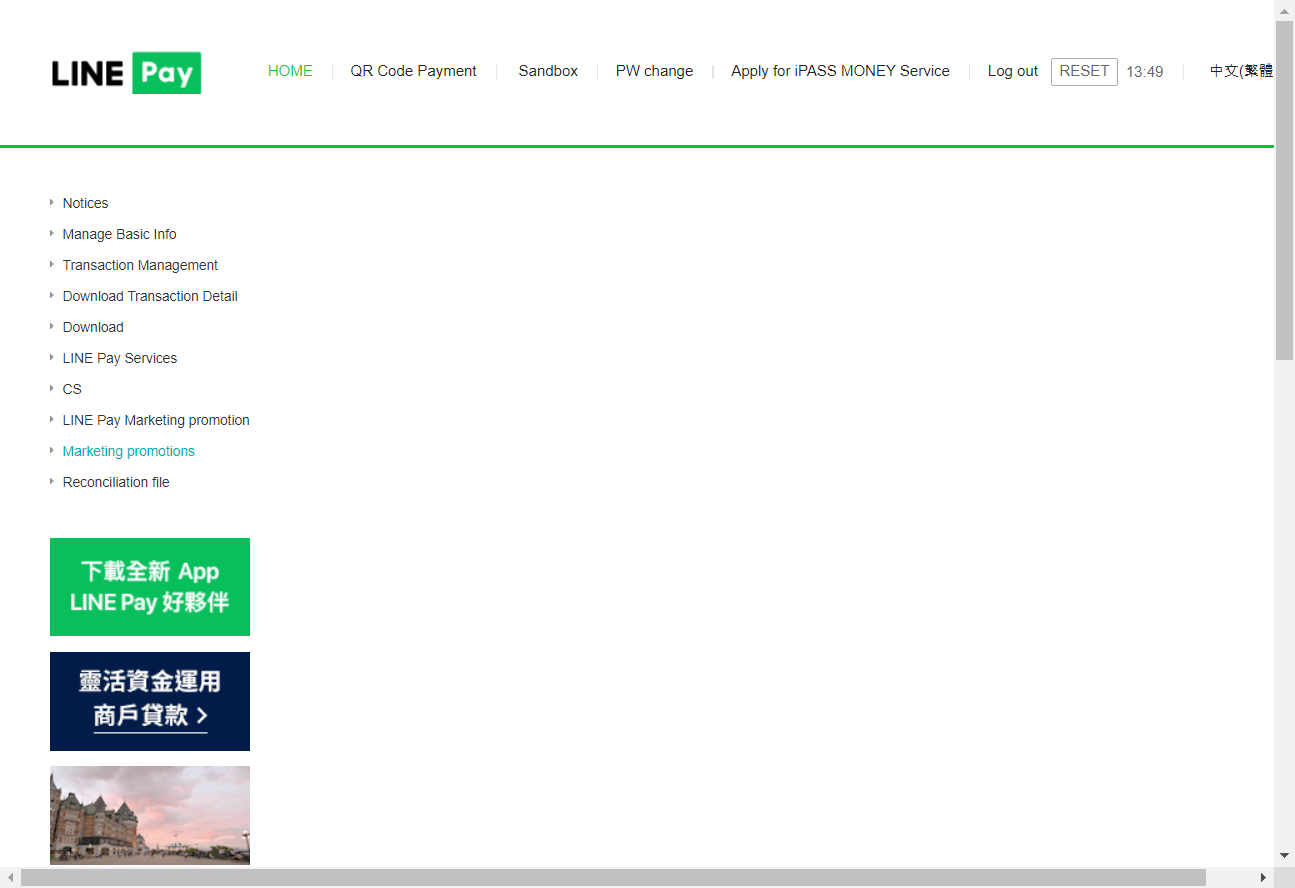 LINE Pay
HOME
QR Code Payment
Sandbox
PW change
Apply for iPASS MONEY Service
Log out
RESET
13:49
中文(繁體
Notices
Manage Basic Info
Transaction Management
Download Transaction Detail
Download
LINE Pay Services
CS
LINE Pay Marketing promotion
Marketing promotions
Reconciliation file
下載全新 App
LINE Pay 好夥伴
靈活資金運用
商戶貸款 >